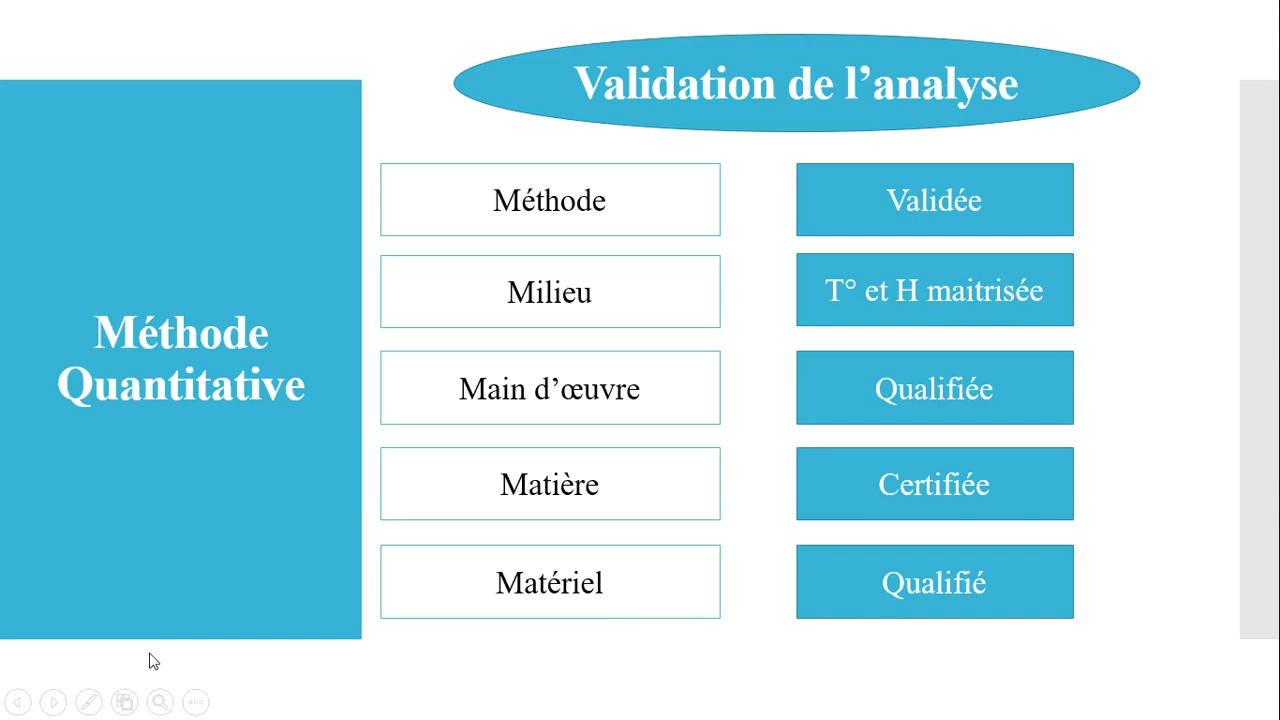 Validation de l’analyse
Méthode
Quantitative
Méthode
Validée
Milieu
T° et H maitrisée
Main d’œuvre
Qualifiée
Matière
Certifiée
Matériel
Qualifié